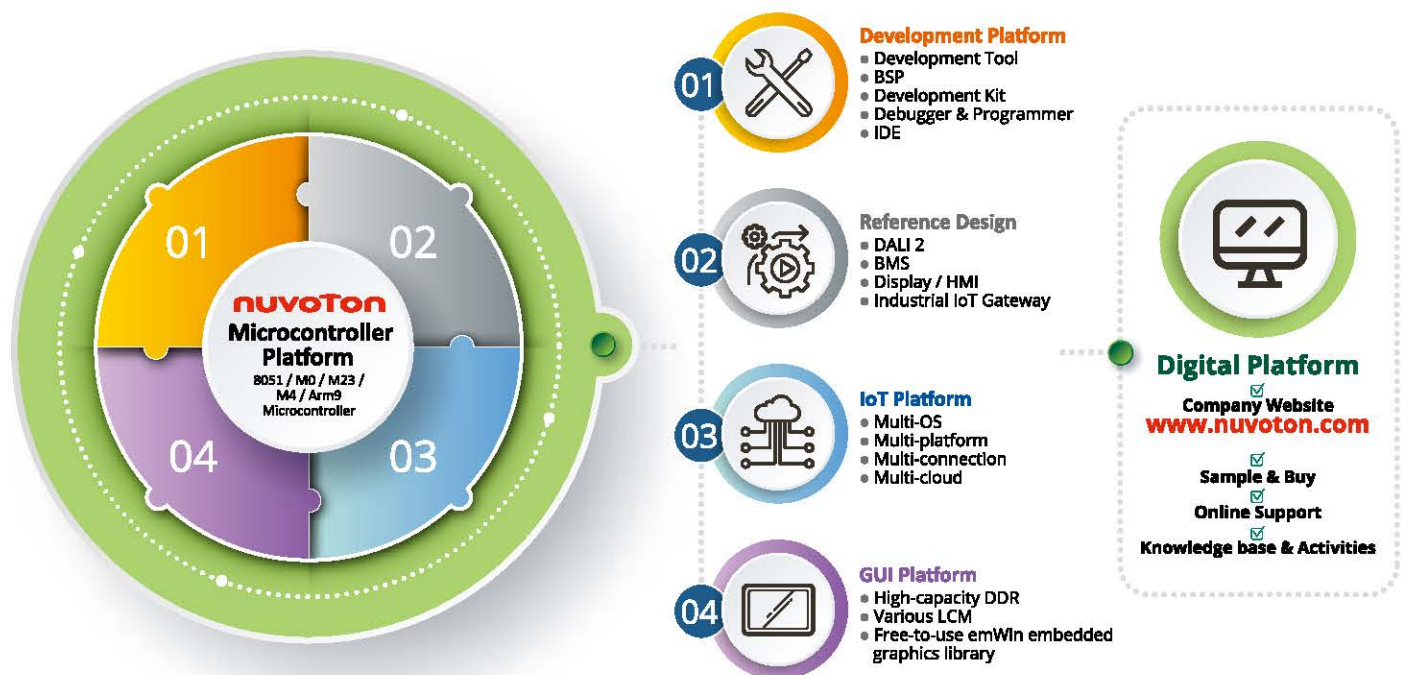 01
02
03
04
nuvoton
Microcontroller
Platform
8051 / M0 / M23 /
M4 / Arm9
Microcontroller
01
Development Platform
Development Tool
BSP
Development Kit
Debugger & Programmer
IDE
02
Reference Design
DALI 2
BMS
Display / HMI
Industrial IoT Gateway
03
IoT Platform
Multi-OS
Multi-platform
Multi-connection
Multi-cloud
04
GUI Platform
High-capacity DDR
Various LCM
Free-to-use emWin embedded
graphics library
Digital Platform
Company Website
www.nuvoton.com
Sample & Buy
Online Support
Knowledge base & Activities